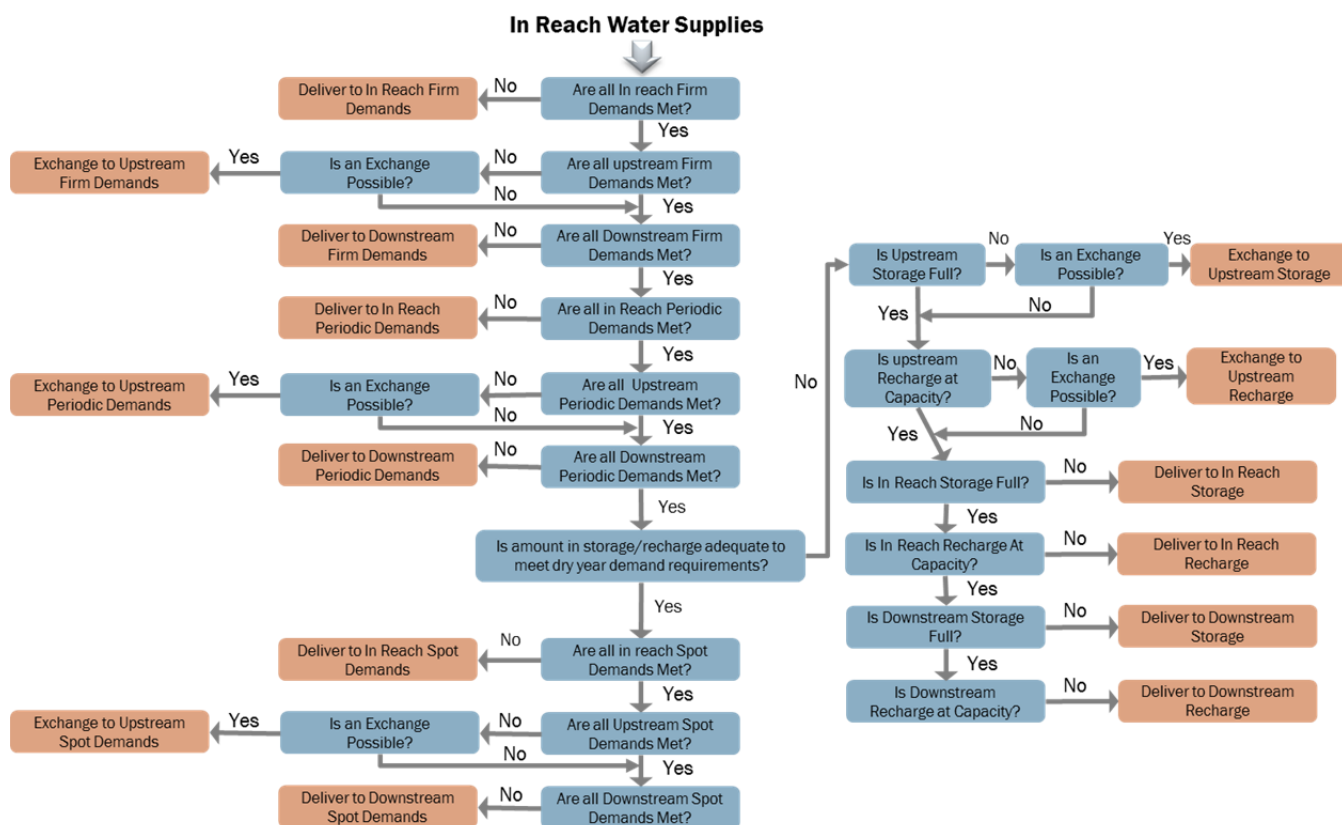 In Reach Water Supplies
Deliver to In Reach Firm
Demands
No
Are all In reach Firm
Demands Met?
Yes
Exchange to Upstream
Firm Demands
Yes
Is an Exchange
Possible?
No
Are all upstream Firm
Demands Met?
No
Yes
Deliver to Downstream
Firm Demands
No
Are all Downstream Firm
Demands Met?
Yes
Deliver to In Reach
Periodic Demands
No
Are all in Reach Periodic
Demands Met?
Yes
Exchange to Upstream
Periodic Demands
Yes
Is an Exchange
Possible?
No
Are all Upstream
Periodic Demands Met?
No
Yes
Deliver to Downstream
Periodic Demands
No
Are all Downstream
Periodic Demands Met?
Yes
Is amount in storage/recharge adequate to
meet dry year demand requirements?
No
Yes
Deliver to In Reach Spot
Demands
No
Are all in reach Spot
Demands Met?
Yes
Exchange to Upstream
Spot Demands
Yes
Is an Exchange
Possible?
No
Are all Upstream Spot
Demands Met?
No
Yes
Deliver to Downstream
Spot Demands
No
Are all Downstream Spot
Demands Met?
Is Upstream
Storage Full?
No
Is an Exchange
Possible?
Yes
Exchange to
Upstream Storage
Yes
No
Is upstream
Recharge at
Capacity?
No
Is an
Exchange
Possible?
Yes
Exchange to
Upstream
Recharge
Yes
No
Is In Reach Storage Full?
No
Deliver to In Reach
Storage
Yes
Is In Reach Recharge At
Capacity?
No
Deliver to In Reach
Recharge
Yes
Is Downstream Storage
Full?
No
Deliver to Downstream
Storage
Yes
Is Downstream
Recharge at Capacity?
No
Deliver to Downstream
Recharge